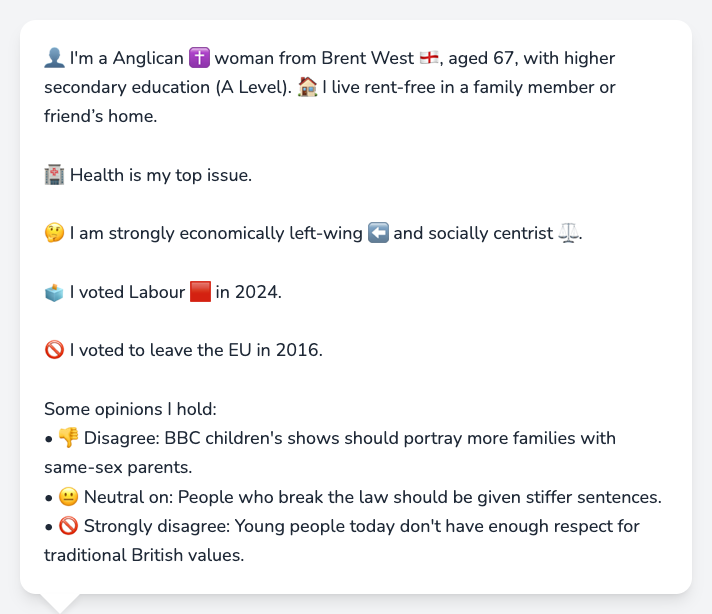 👤 I'm a Anglican ✝️ woman from Brent West 🏴󠁧󠁢󠁥󠁮󠁧󠁿, aged 67, with higher
secondary education (A Level). 🏠 I live rent-free in a family member or
friend’s home.
🏥 Health is my top issue.
🤔 I am strongly economically left-wing ⬅️ and socially centrist ⚖️.
🗳️ I voted Labour 🟥 in 2024.
🚫 I voted to leave the EU in 2016.
Some opinions I hold:
• 👎 Disagree: BBC children's shows should portray more families with
same-sex parents.
• 😐 Neutral on: People who break the law should be given stiffer sentences.
• 🚫 Strongly disagree: Young people today don't have enough respect for
traditional British values.